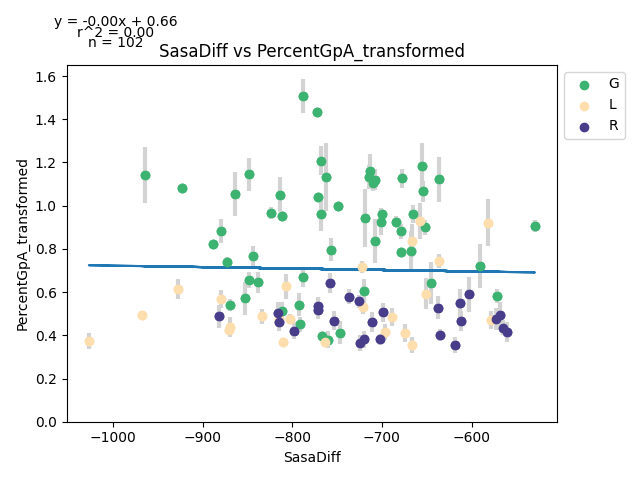 y = -0.00x + 0.66
r^2 = 0.00
n = 102
SasaDiff vs PercentGpA_transformed
G
L
R
PercentGpA_transformed
1.6
1.4
1.2
1.0
0.8
0.6
0.4
0.2
0.0
−1000
−900
−800
−700
−600
SasaDiff